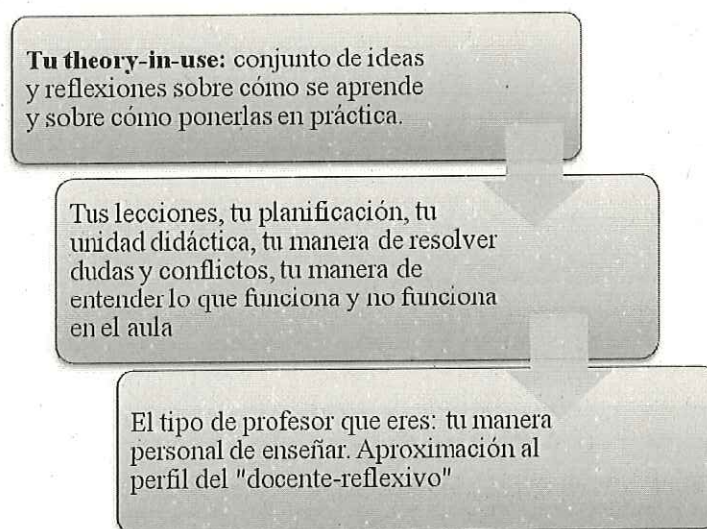 Tu theory-in-use: conjunto de ideas
y reflexiones sobre cómo se aprende
y sobre cómo ponerlas en práctica.
Tus lecciones, tu planificación, tu
unidad didáctica, tu manera de resolver
dudas y conflictos, tu manera de
entender lo que funciona y no funciona
en el aula
El tipo de profesor que eres: tu manera
personal de enseñar. Aproximación al
perfil del "docente-reflexivo"